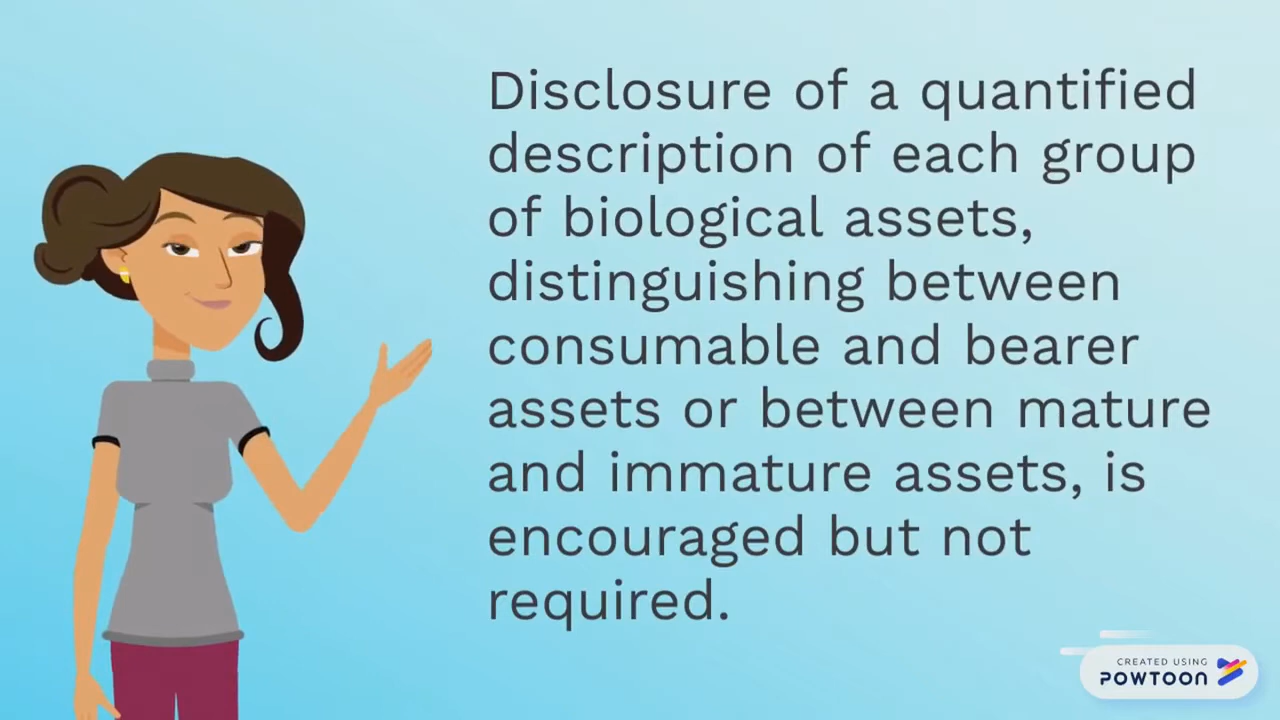 Disclosure of a quantified
description of each group
of biological assets,
distinguishing between
consumable and bearer
assets or between mature
and immature assets, is
encouraged but not
required.
CREATED USING
POWTOON